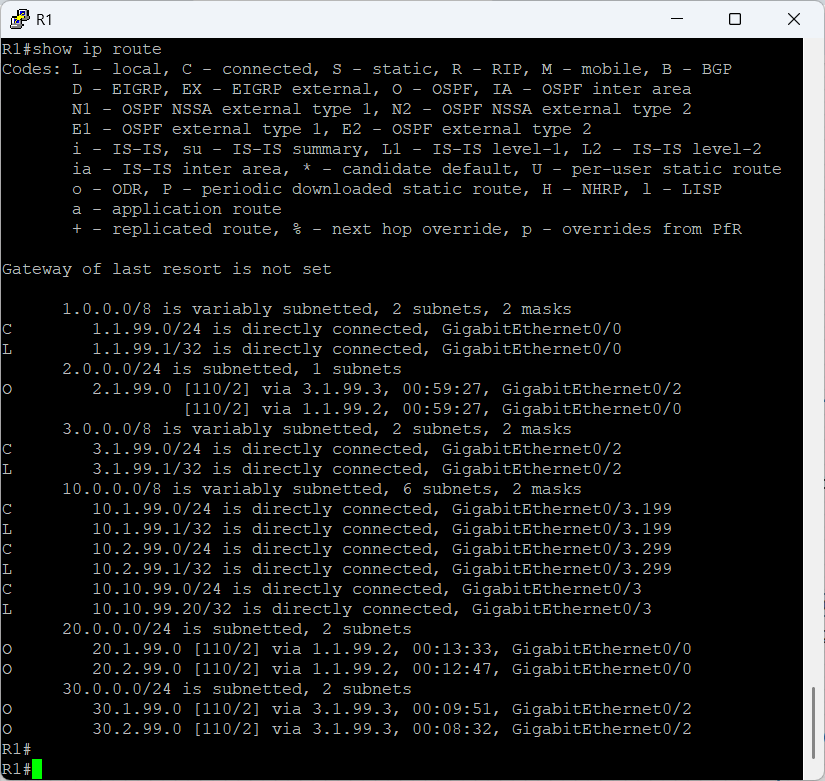 R1
R1#show ip route
Codes: L - local, C - connected, S - static, R - RIP, M - mobile, B - BGP
       D - EIGRP, EX - EIGRP external, O - OSPF, IA - OSPF inter area
       N1 - OSPF NSSA external type 1, N2 - OSPF NSSA external type 2
       E1 - OSPF external type 1, E2 - OSPF external type 2
       i - IS-IS, su - IS-IS summary, L1 - IS-IS level-1, L2 - IS-IS level-2
       ia - IS-IS inter area, * - candidate default, U - per-user static route
       o - ODR, P - periodic downloaded static route, H - NHRP, l - LISP
       a - application route
       + - replicated route, % - next hop override, p - overrides from PfR
Gateway of last resort is not set
      1.0.0.0/8 is variably subnetted, 2 subnets, 2 masks
C        1.1.99.0/24 is directly connected, GigabitEthernet0/0
L        1.1.99.1/32 is directly connected, GigabitEthernet0/0
      2.0.0.0/24 is subnetted, 1 subnets
O        2.1.99.0 [110/2] via 3.1.99.3, 00:59:27, GigabitEthernet0/2
                  [110/2] via 1.1.99.2, 00:59:27, GigabitEthernet0/0
      3.0.0.0/8 is variably subnetted, 2 subnets, 2 masks
C        3.1.99.0/24 is directly connected, GigabitEthernet0/2
L        3.1.99.1/32 is directly connected, GigabitEthernet0/2
      10.0.0.0/8 is variably subnetted, 6 subnets, 2 masks
C        10.1.99.0/24 is directly connected, GigabitEthernet0/3.199
L        10.1.99.1/32 is directly connected, GigabitEthernet0/3.199
C        10.2.99.0/24 is directly connected, GigabitEthernet0/3.299
L        10.2.99.1/32 is directly connected, GigabitEthernet0/3.299
C        10.10.99.0/24 is directly connected, GigabitEthernet0/3
L        10.10.99.20/32 is directly connected, GigabitEthernet0/3
      20.0.0.0/24 is subnetted, 2 subnets
O        20.1.99.0 [110/2] via 1.1.99.2, 00:13:33, GigabitEthernet0/0
O        20.2.99.0 [110/2] via 1.1.99.2, 00:12:47, GigabitEthernet0/0
      30.0.0.0/24 is subnetted, 2 subnets
O        30.1.99.0 [110/2] via 3.1.99.3, 00:09:51, GigabitEthernet0/2
O        30.2.99.0 [110/2] via 3.1.99.3, 00:08:32, GigabitEthernet0/2
R1#
R1#